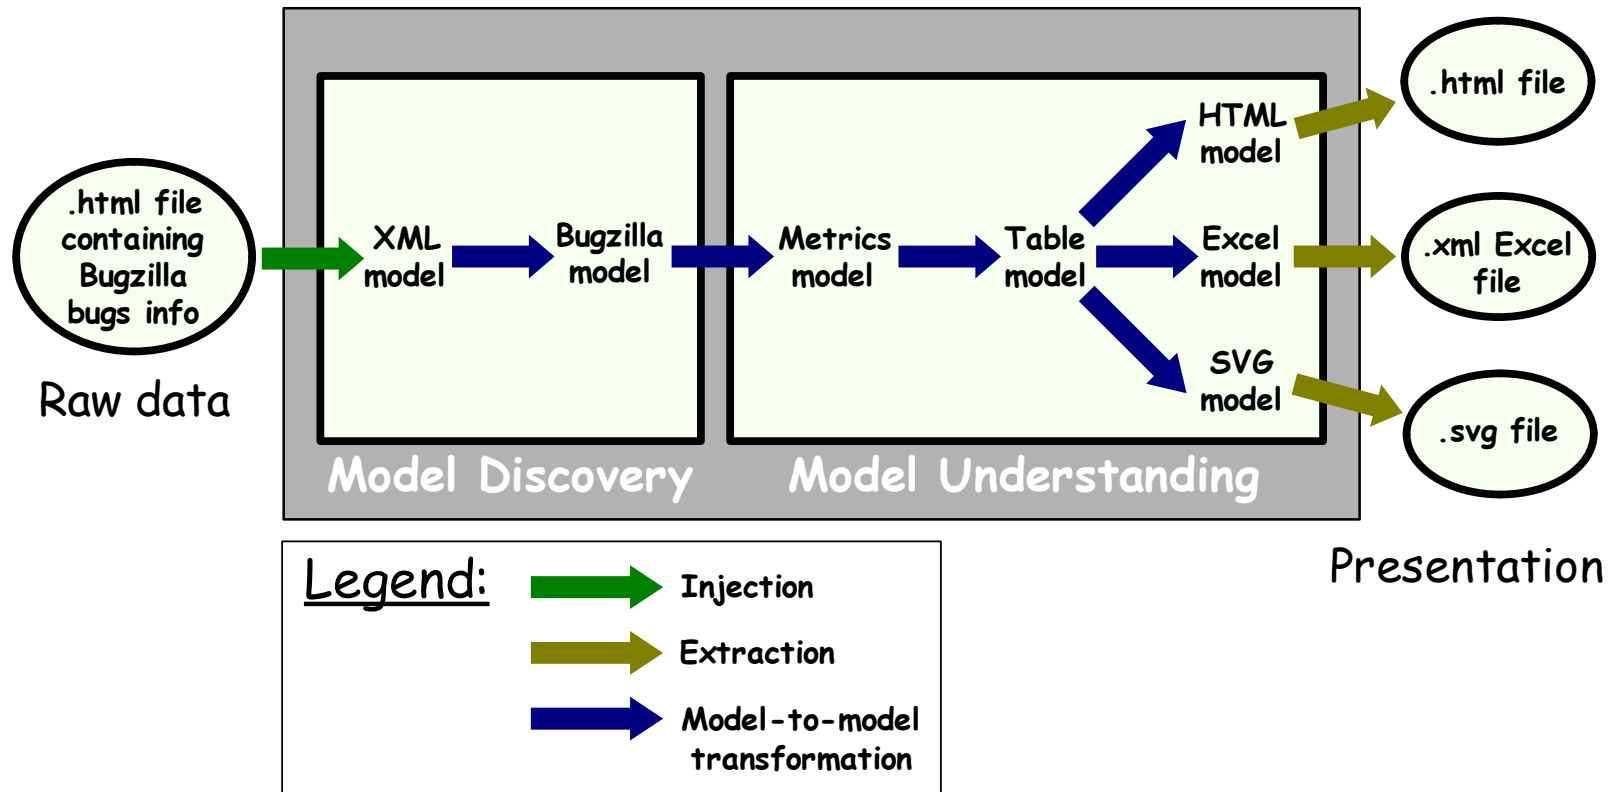 .html file
containing
Bugzilla
bugs info
Raw data
XML
model
Bugzilla
model
Model Discovery
Metrics
model
Table
model
HTML
model
Excel
model
SVG
model
Model Understanding
.html file
.xml Excel
file
.svg file
Presentation
Legend:
Injection
Extraction
Model-to-model
transformation